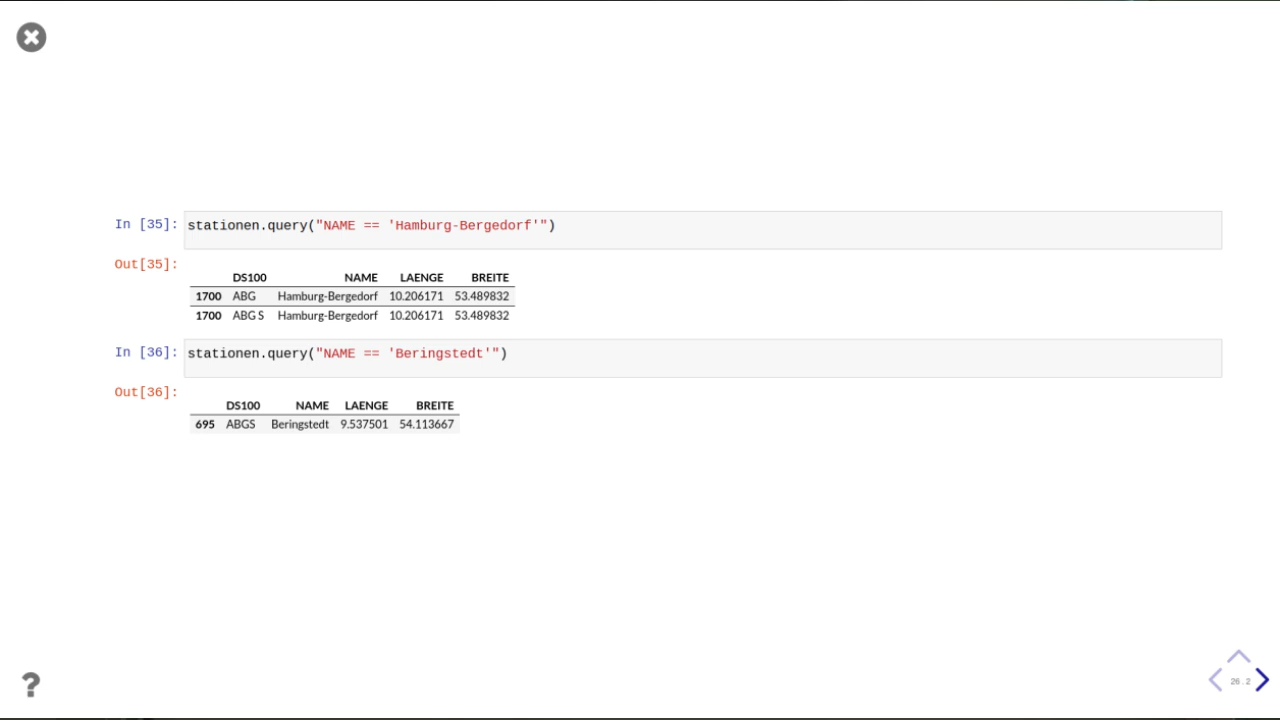 In [35]: stationen.query("NAME == 'Hamburg-Bergedorf'")
Out[35]:
DS100 NAME LAENGE BREITE
1700 ABG Hamburg-Bergedorf 10.206171 53.489832
1700 ABG S Hamburg-Bergedorf 10.206171 53.489832
In [36]: stationen.query("NAME == 'Beringstedt'")
Out[36]:
DS100 NAME LAENGE BREITE
695 ABGS Beringstedt 9.537501 54.113667
?
26.2